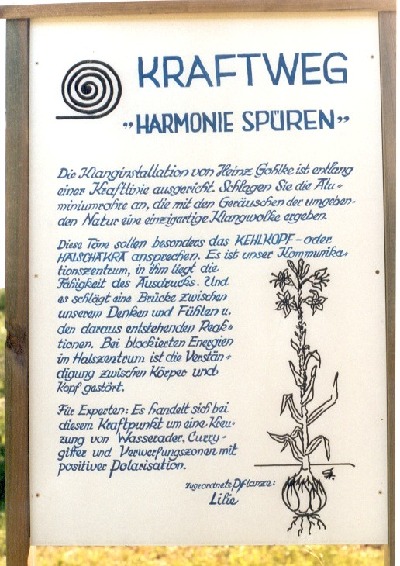 KRAFTWEG
„HARMONIE SPÜREN”
Die Klanginstallation von Heinz Gahlke ist entlang
einer Kraftlinie ausgericht. Schlagen Sie die Alu-
miniumrohre an, die mit den Geräuschen der umgeben-
den Natur eine einzigartige Klangwolke ergeben.
Diese Töne sollen besonders das KEHLKOPF- oder
HALSCHAKRA ansprechen. Es ist unser Kommunika-
tionszentrum, in ihm liegt die
Fähigkeit des Ausdrucks. Und
es schlägt eine Brücke zwischen
unserem Denken und Fühlen u.
den daraus entstehenden Reak-
tionen. Bei blockierten Energien
im Halszentrum ist die Verstän-
digung zwischen Körper und
Kopf gestört.
Für Experten: Es handelt sich bei
diesem Kraftpunkt um eine Kreu-
zung von Wasserader, Curry-
gitter und Verwerfungszonen mit
positiver Polarisation.
zugeordnete Pflanze:
Lilie